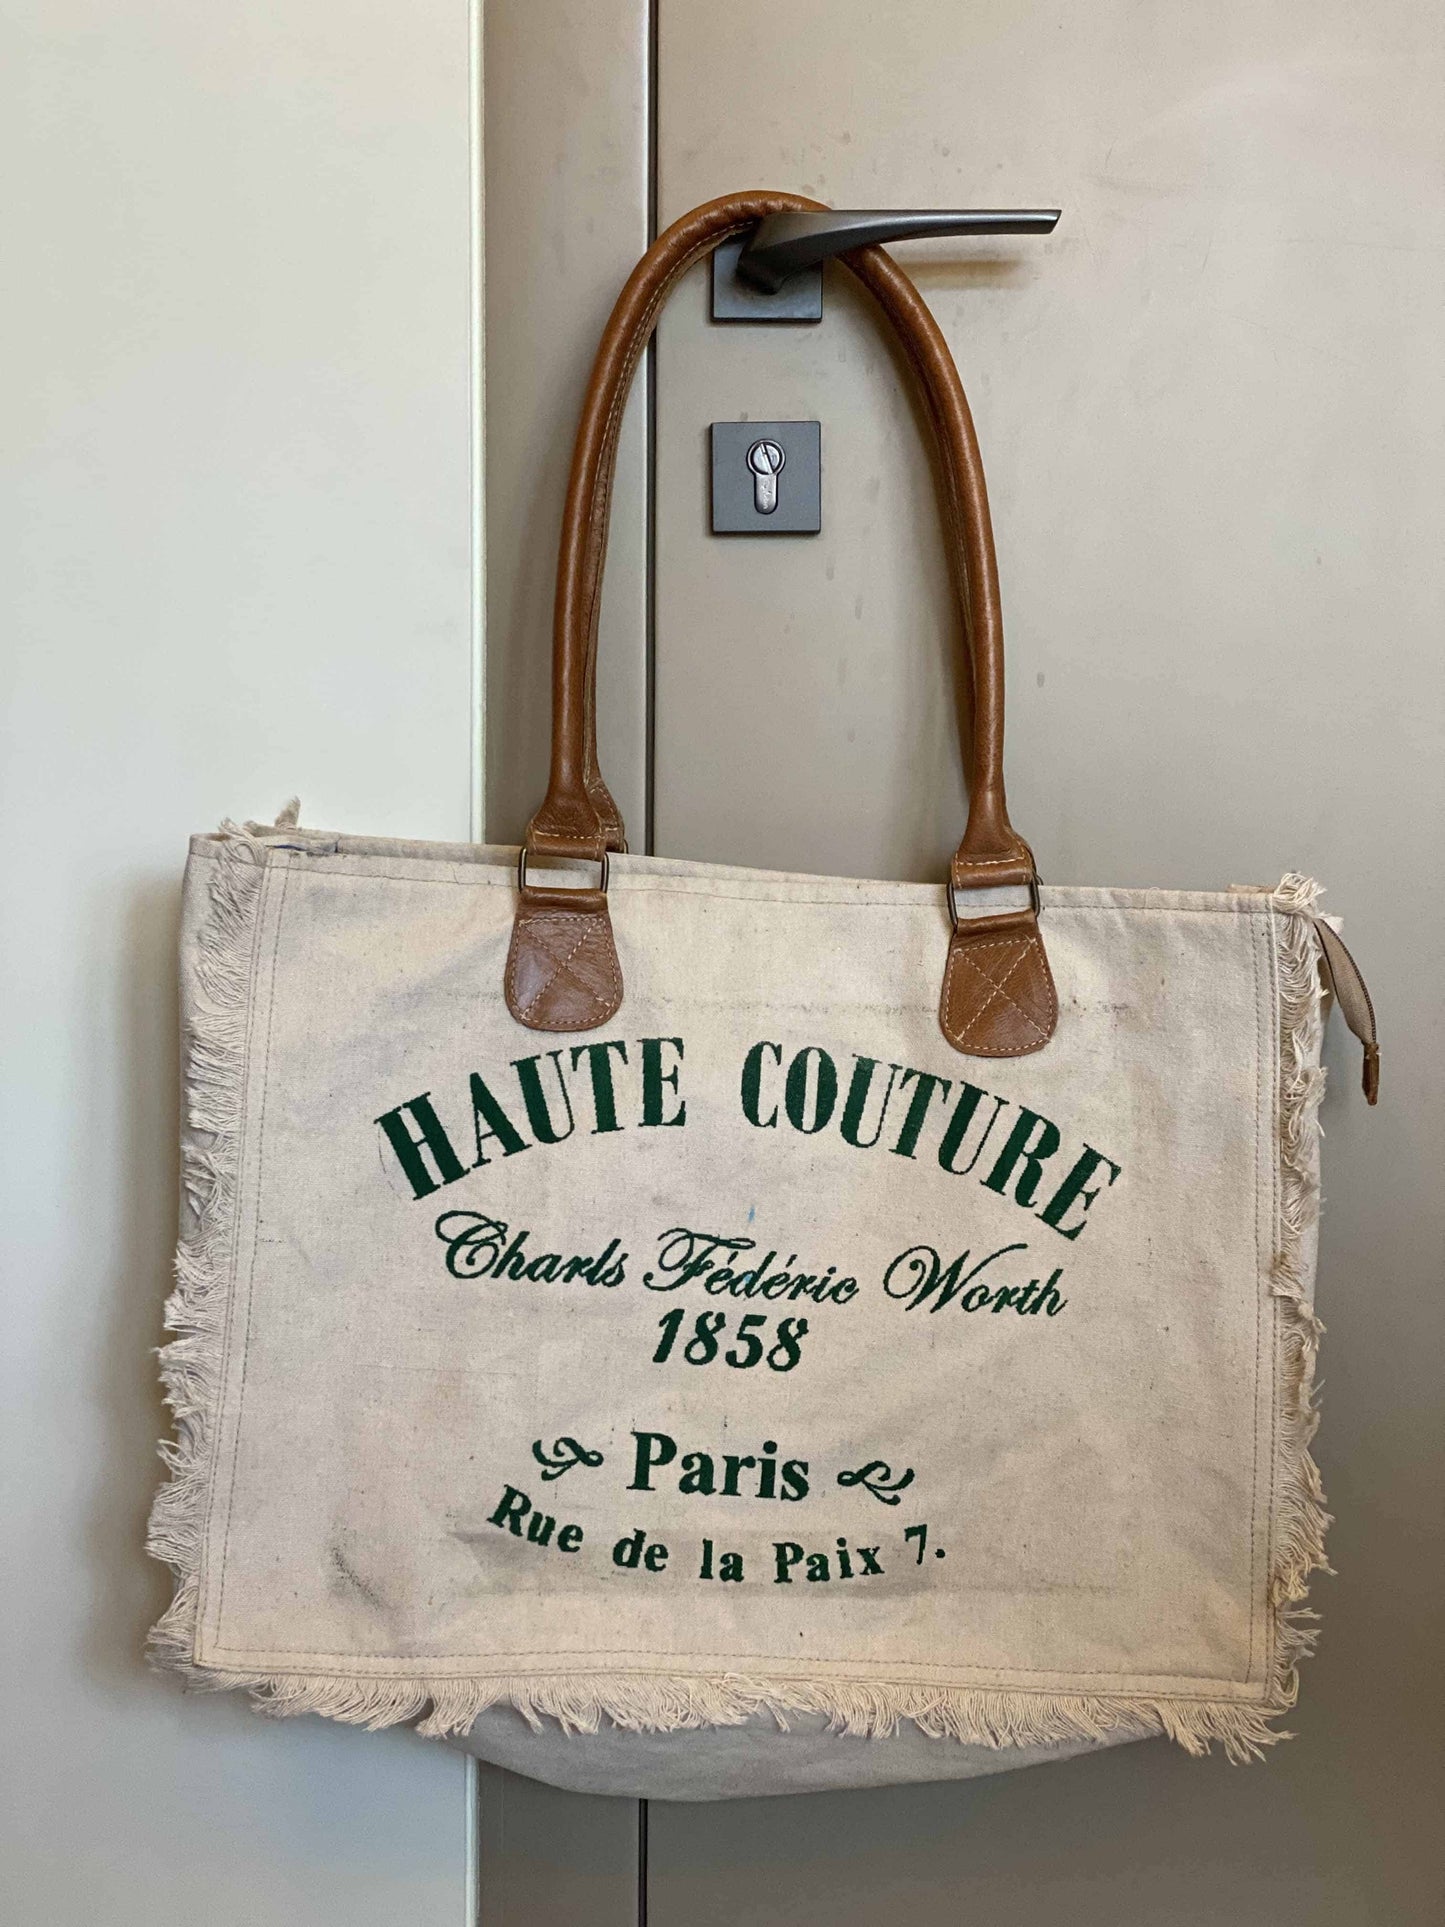 HAUTE COUTURE
Charls Fédéric Worth
1858
Paris
Rue de la Paix 7.